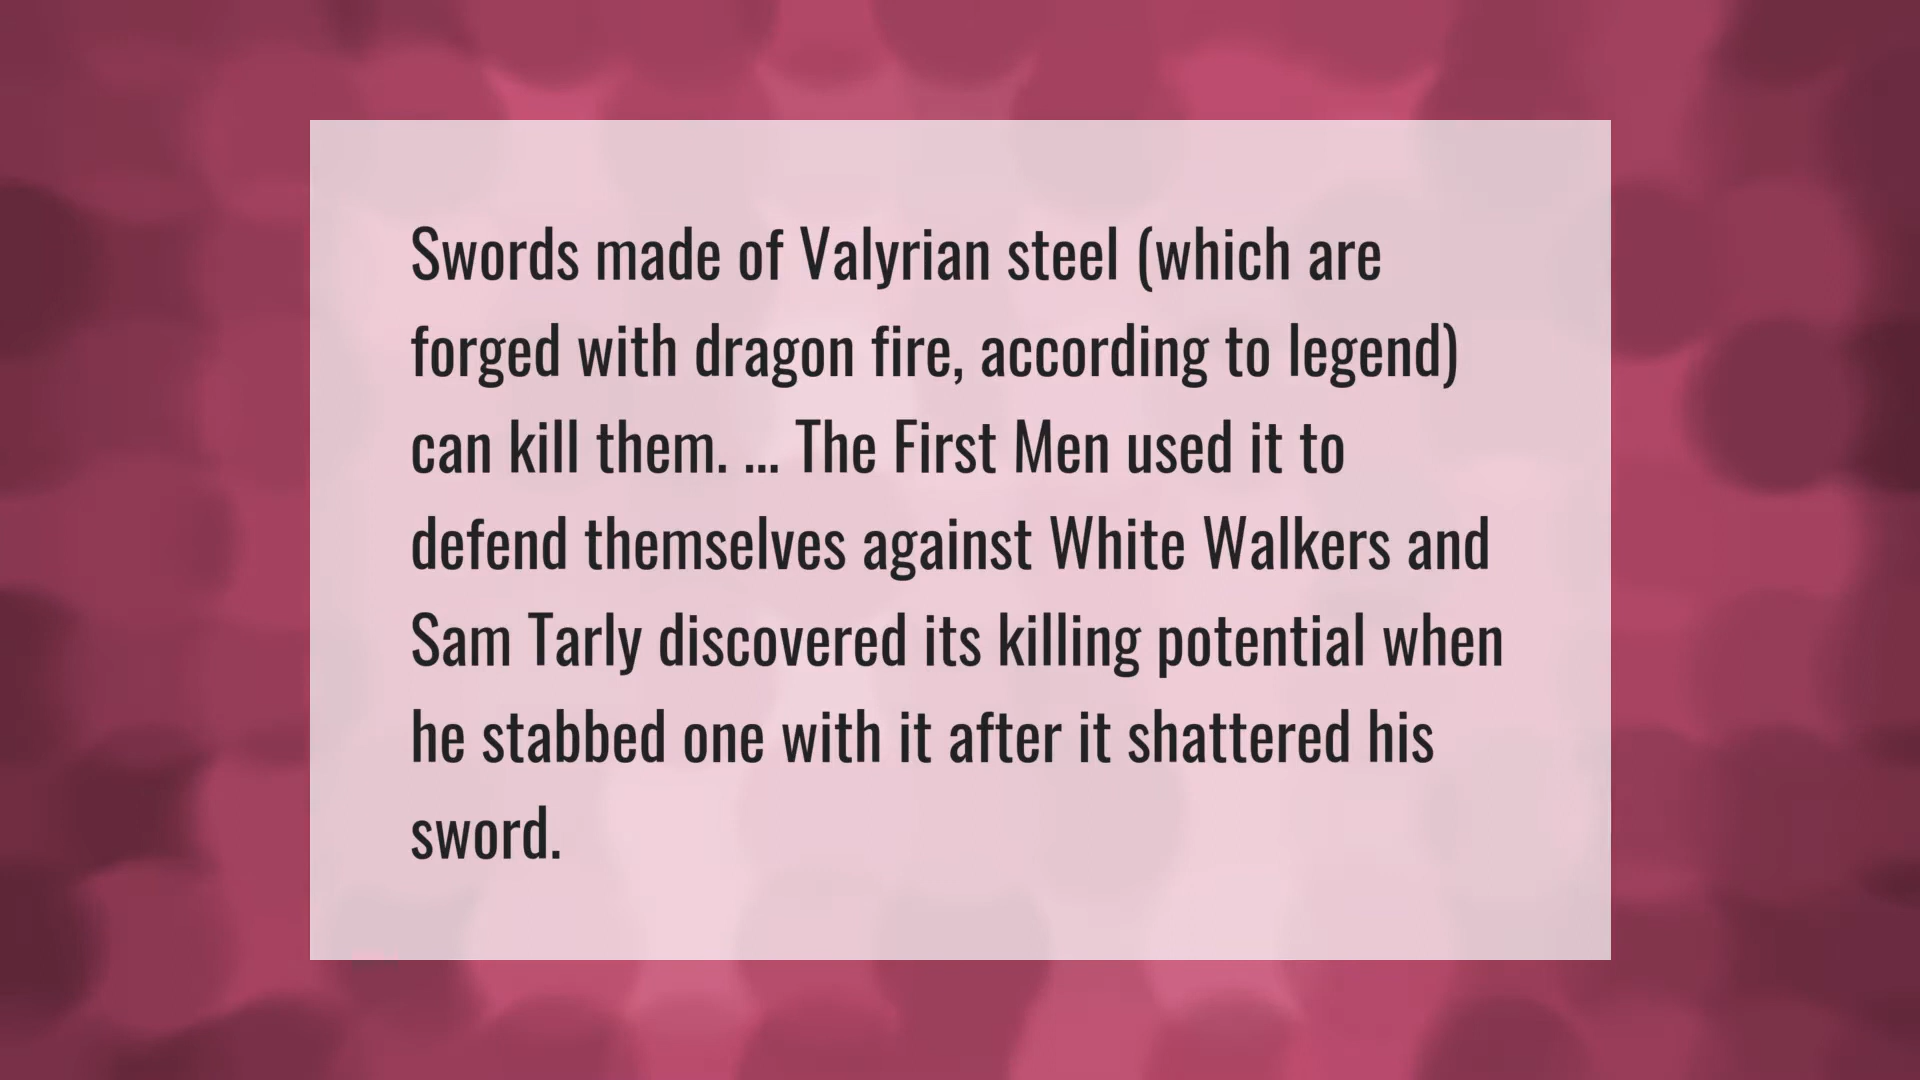 Swords made of Valyrian steel (which are
forged with dragon fire, according to legend)
can kill them. ... The First Men used it to
defend themselves against White Walkers and
Sam Tarly discovered its killing potential when
he stabbed one with it after it shattered his
sword.